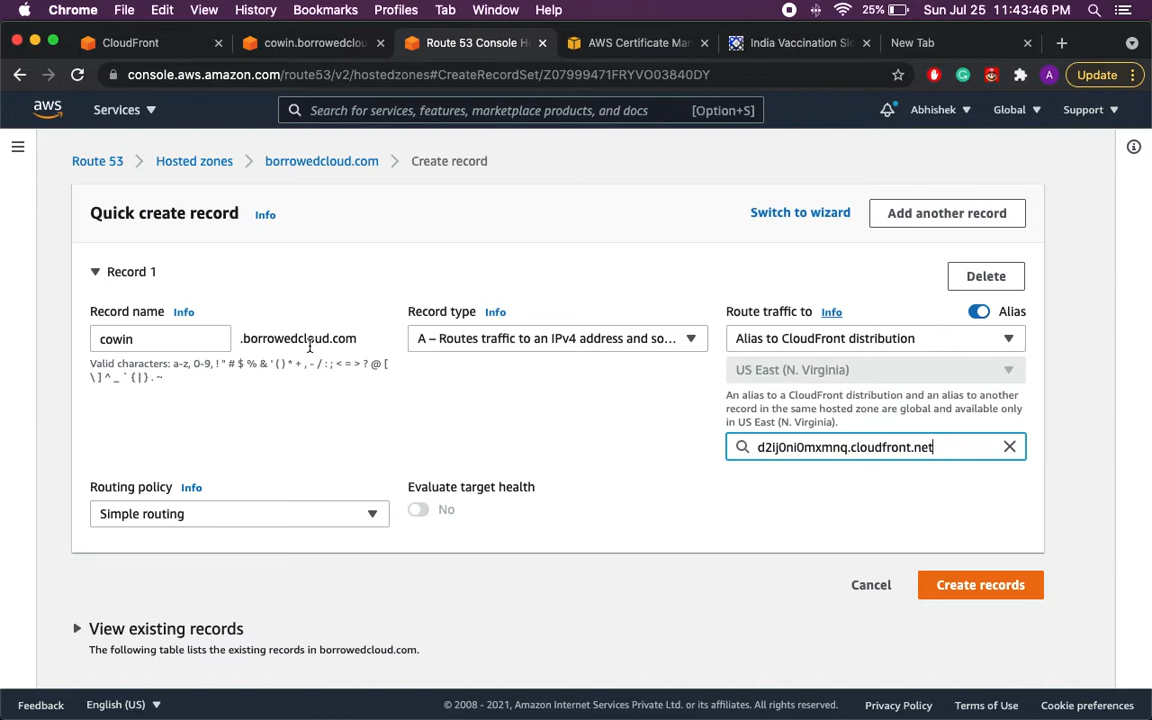 Chrome File Edit View History Bookmarks Profiles Tab Window Help 25% Sun Jul 25 11:43:46 PM
CloudFront cowin.borrowedclou Route 53 Console H AWS Certificate Mar India Vaccination Slo New Tab
console.aws.amazon.com/route53/v2/hostedzones#CreateRecordSet/Z07999471FRYVO03840DY A Update
aws Services Search for services, features, marketplace products, and docs [Option+S] Abhishek Global Support
Route 53 Hosted zones borrowedcloud.com Create record
Quick create record Info Switch to wizard Add another record
Record 1 Delete
Record name Info Record type Info Route traffic to Info Alias
cowin .borrowedcloud.com A – Routes traffic to an IPv4 address and so... Alias to CloudFront distribution
Valid characters: a-z, 0-9, ! " # $ % & ' ( ) * + , - / : ; < = > ? @ [
\ ] ^ _ ` { | } . ~
US East (N. Virginia)
An alias to a CloudFront distribution and an alias to another
record in the same hosted zone are global and available only
in US East (N. Virginia).
d2ij0ni0mxmnq.cloudfront.net
Routing policy Info Evaluate target health
Simple routing No
Cancel Create records
View existing records
The following table lists the existing records in borrowedcloud.com.
Feedback English (US) © 2008 - 2021, Amazon Internet Services Private Ltd. or its affiliates. All rights reserved. Privacy Policy Terms of Use Cookie preferences